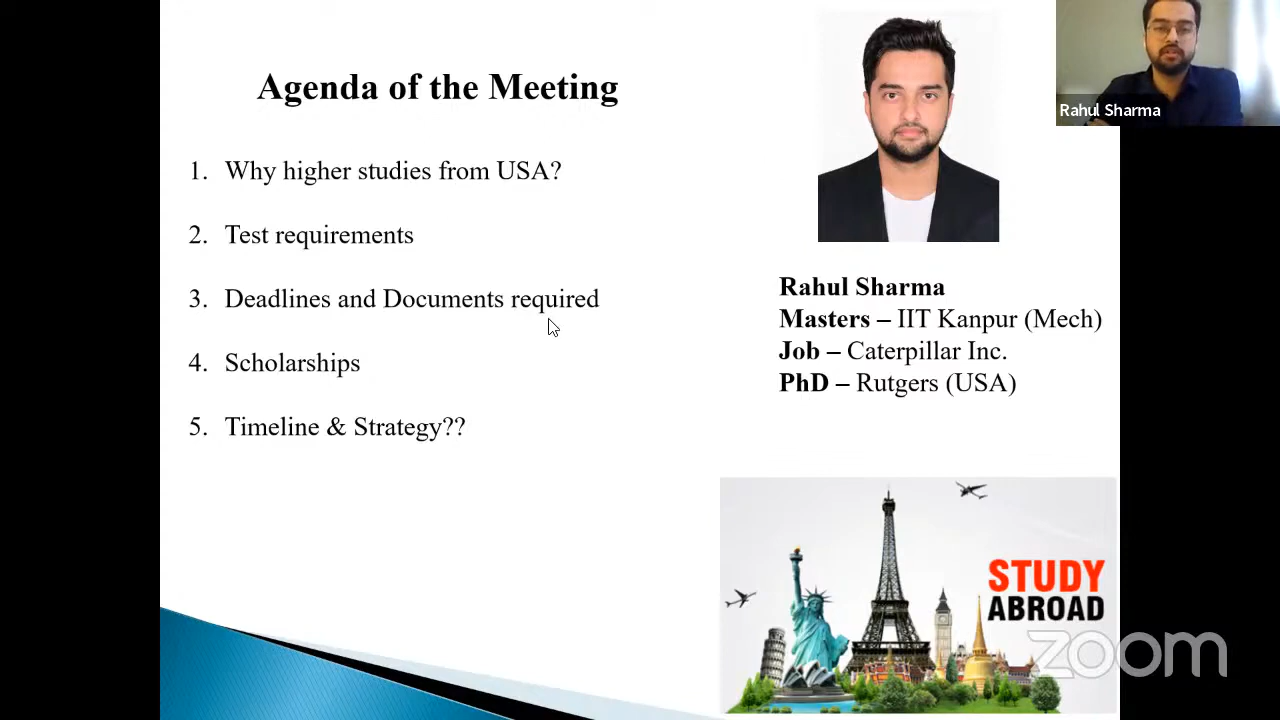 Agenda of the Meeting
1. Why higher studies from USA?
2. Test requirements
3. Deadlines and Documents required
4. Scholarships
5. Timeline & Strategy??
Rahul Sharma
Rahul Sharma
Masters – IIT Kanpur (Mech)
Job – Caterpillar Inc.
PhD – Rutgers (USA)
STUDY
ABROAD
zoom